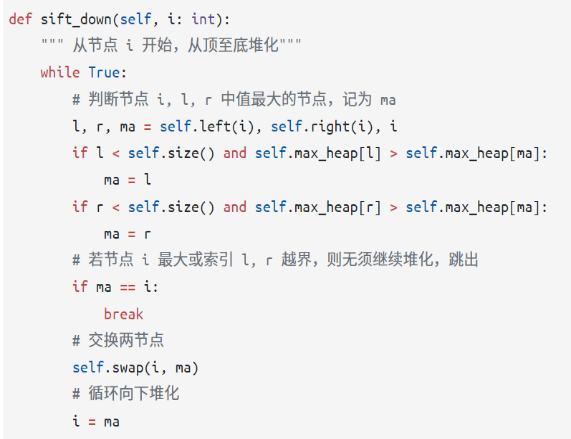 def sift_down(self, i: int):
    """ 从节点 i 开始，从顶至底堆化"""
    while True:
        # 判断节点 i, l, r 中值最大的节点，记为 ma
        l, r, ma = self.left(i), self.right(i), i
        if l < self.size() and self.max_heap[l] > self.max_heap[ma]:
            ma = l
        if r < self.size() and self.max_heap[r] > self.max_heap[ma]:
            ma = r
        # 若节点 i 最大或索引 l, r 越界，则无须继续堆化，跳出
        if ma == i:
            break
        # 交换两节点
        self.swap(i, ma)
        # 循环向下堆化
        i = ma